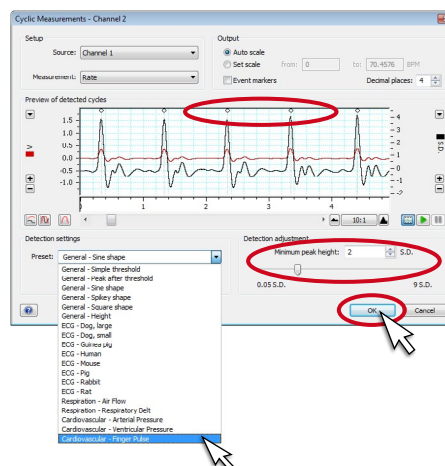 Cyclic Measurements - Channel 2
Setup
Source: Channel 1
Measurement: Rate
Output
Auto scale
Set scale from: 0 to: 70.4576 BPM
Event markers Decimal places: 4
Preview of detected cycles
1.5
1.0
0.5
0.0
-0.5
-1.0
V
4
3
2
1
0
-1
-2
S.D.
1 2 3 4
10:1
Detection settings
Preset: General - Sine shape
General - Simple threshold
General - Peak after threshold
General - Sine shape
General - Spikey shape
General - Square shape
General - Height
ECG - Dog, large
ECG - Dog, small
ECG - Guinea pig
ECG - Human
ECG - Mouse
ECG - Pig
ECG - Rabbit
ECG - Rat
Respiration - Air Flow
Respiration - Respiratory Belt
Cardiovascular - Arterial Pressure
Cardiovascular - Ventricular Pressure
Cardiovascular - Finger Pulse
Detection adjustment
Minimum peak height: 2 S.D.
0.05 S.D. 9 S.D.
OK Cancel